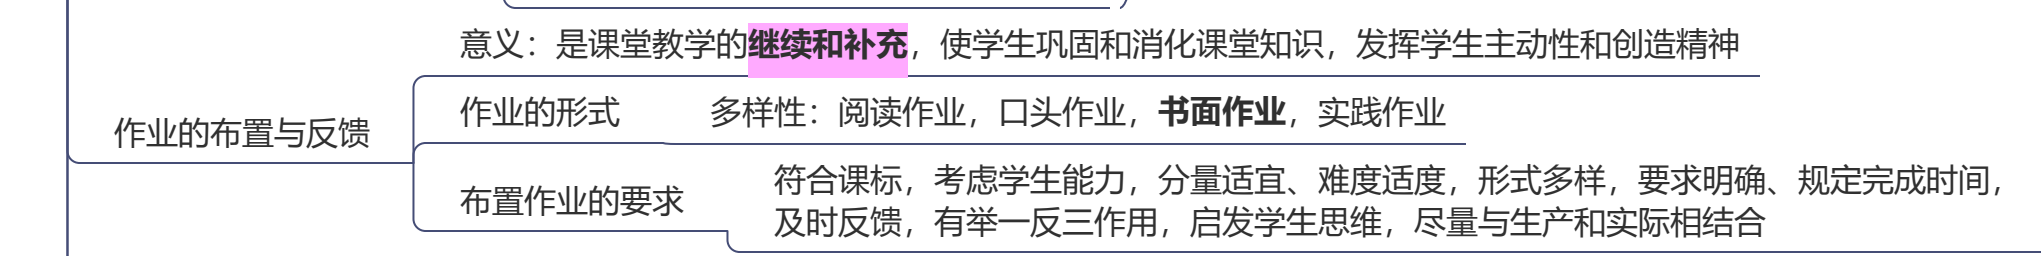 意义：是课堂教学的继续和补充，使学生巩固和消化课堂知识，发挥学生主动性和创造精神
作业的布置与反馈
作业的形式 多样性：阅读作业，口头作业，书面作业，实践作业
布置作业的要求
符合课标，考虑学生能力，分量适宜、难度适度，形式多样，要求明确、规定完成时间，
及时反馈，有举一反三作用，启发学生思维，尽量与生产和实际相结合